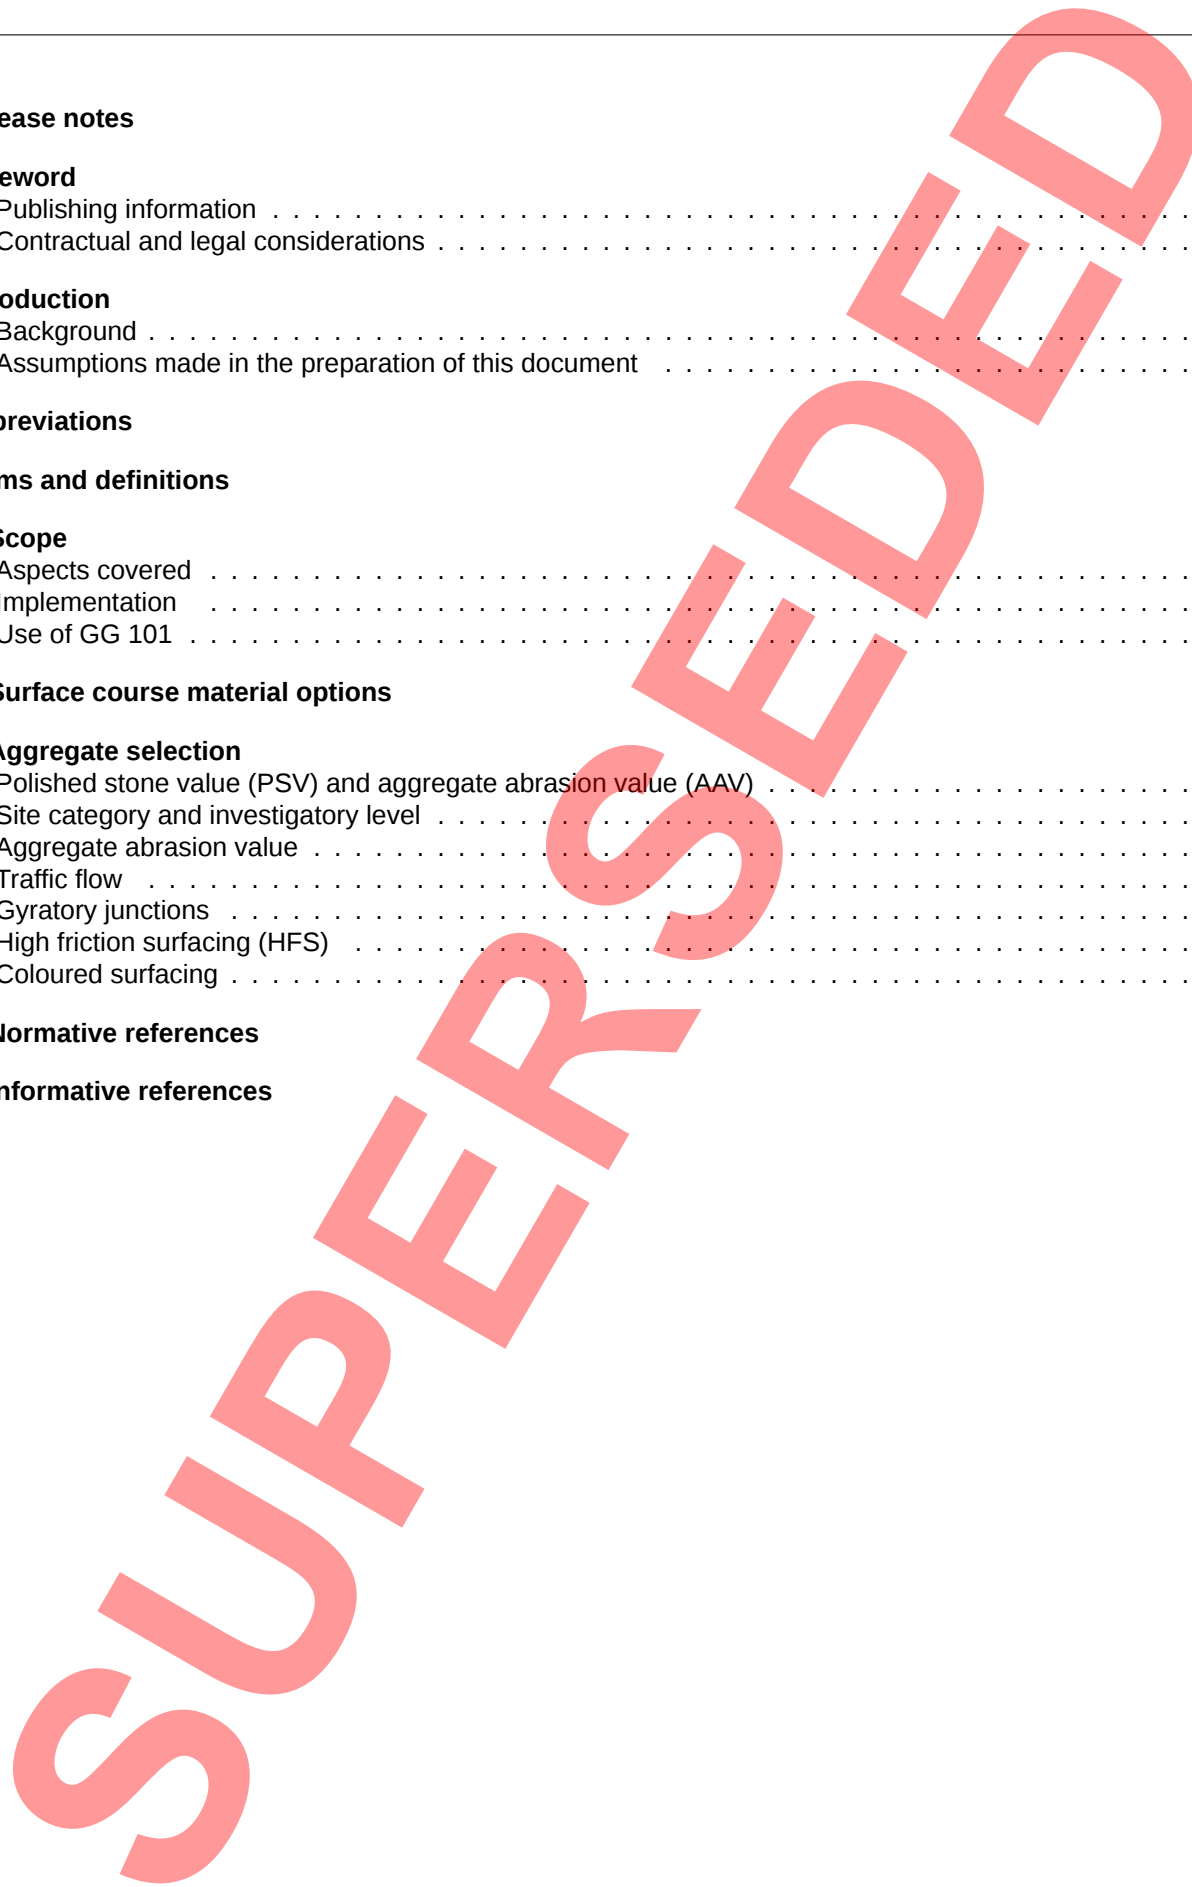 ease notes
eword
Publishing information . . . . . . . . . . . . . . . . . . . . . . . . . . . . . . . . . . . . . . . . . . . . .
Contractual and legal considerations . . . . . . . . . . . . . . . . . . . . . . . . . . . . . . . . . . . . .
oduction
Background . . . . . . . . . . . . . . . . . . . . . . . . . . . . . . . . . . . . . . . . . . . . . . . . . . .
Assumptions made in the preparation of this document . . . . . . . . . . . . . . . . . . . . . . . . . .
breviations
ms and definitions
Scope
Aspects covered . . . . . . . . . . . . . . . . . . . . . . . . . . . . . . . . . . . . . . . . . . . . . . . .
Implementation . . . . . . . . . . . . . . . . . . . . . . . . . . . . . . . . . . . . . . . . . . . . . . . .
Use of GG 101 . . . . . . . . . . . . . . . . . . . . . . . . . . . . . . . . . . . . . . . . . . . . . . . . .
Surface course material options
Aggregate selection
Polished stone value (PSV) and aggregate abrasion value (AAV) . . . . . . . . . . . . . . . . . . . . .
Site category and investigatory level . . . . . . . . . . . . . . . . . . . . . . . . . . . . . . . . . . . . .
Aggregate abrasion value . . . . . . . . . . . . . . . . . . . . . . . . . . . . . . . . . . . . . . . . . . .
Traffic flow . . . . . . . . . . . . . . . . . . . . . . . . . . . . . . . . . . . . . . . . . . . . . . . . . . .
Gyratory junctions . . . . . . . . . . . . . . . . . . . . . . . . . . . . . . . . . . . . . . . . . . . . . . .
High friction surfacing (HFS) . . . . . . . . . . . . . . . . . . . . . . . . . . . . . . . . . . . . . . . . .
Coloured surfacing . . . . . . . . . . . . . . . . . . . . . . . . . . . . . . . . . . . . . . . . . . . . . . .
Normative references
nformative references
SUPERSEDED